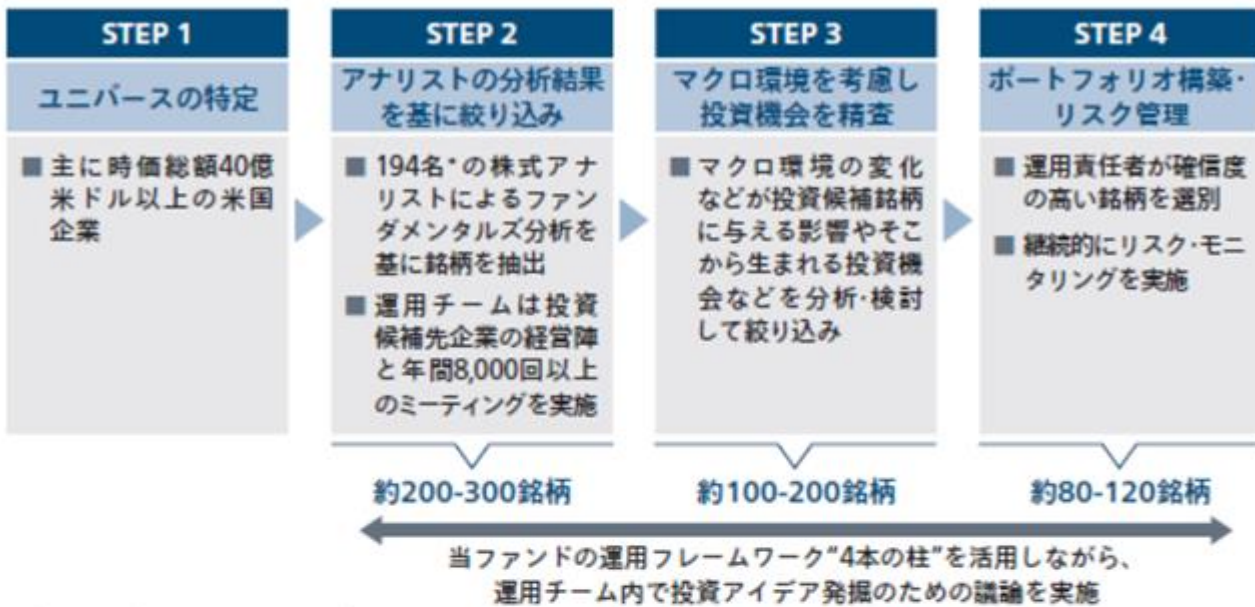 STEP 1
ユニバースの特定
■ 主に時価総額40億
米ドル以上の米国
企業
STEP 2
アナリストの分析結果
を基に絞り込み
■ 194名*の株式アナ
リストによるファン
ダメンタルズ分析を
基に銘柄を抽出
■ 運用チームは投資
候補先企業の経営陣
と年間8,000回以上
のミーティングを実施
約200-300銘柄
STEP 3
マクロ環境を考慮し
投資機会を精査
■ マクロ環境の変化
などが投資候補銘柄
に与える影響やそこ
から生まれる投資機
会などを分析・検討
して絞り込み
約100-200銘柄
STEP 4
ポートフォリオ構築・
リスク管理
■ 運用責任者が確信度
の高い銘柄を選別
■ 継続的にリスク・モニ
タリングを実施
約80-120銘柄
当ファンドの運用フレームワーク“4本の柱”を活用しながら、
運用チーム内で投資アイデア発掘のための議論を実施